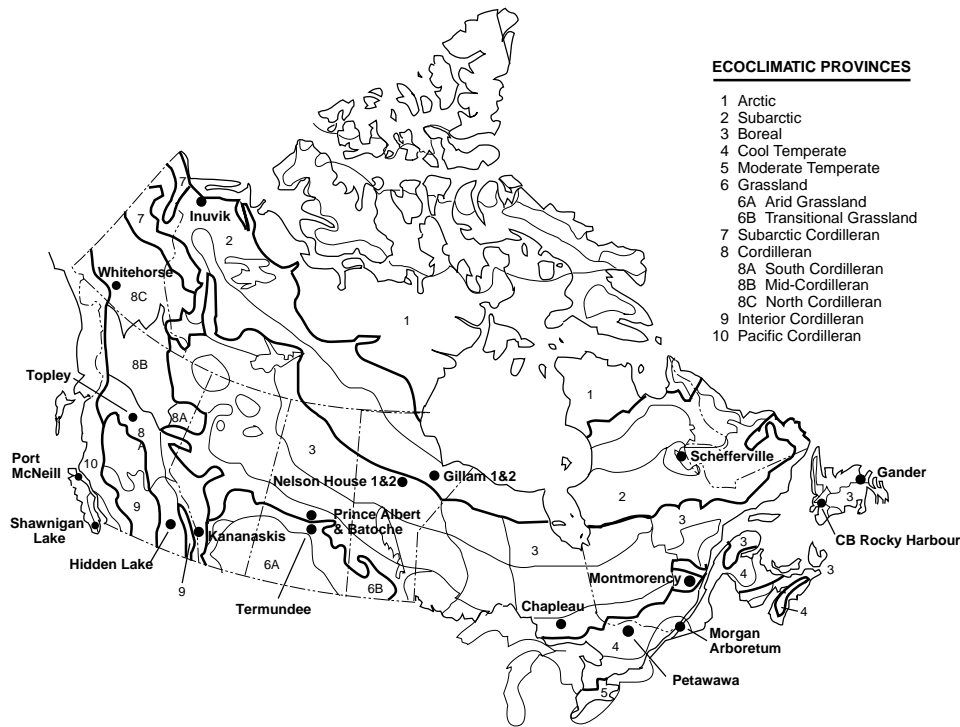 ECOCLIMATIC PROVINCES
1 Arctic
2 Subarctic
3 Boreal
4 Cool Temperate
5 Moderate Temperate
6 Grassland
6A Arid Grassland
6B Transitional Grassland
7 Subarctic Cordilleran
8 Cordilleran
8A South Cordilleran
8B Mid-Cordilleran
8C North Cordilleran
9 Interior Cordilleran
10 Pacific Cordilleran
7
7
Inuvik
2
Whitehorse
8C
1
8B
Topley
8A
8
A
1
3
Port
McNeill
10
Nelson House 1&2
Gillam 1&2
Schefferville
Gander
2
3
9
Shawnigan
Lake
Prince Albert
& Batoche
Kananaskis
3
CB Rocky Harbour
Hidden Lake
6A
3
3
9
6B
Montmorency
4
3
Termundee
Chapleau
4
4
Morgan
Arboretum
Petawawa
5